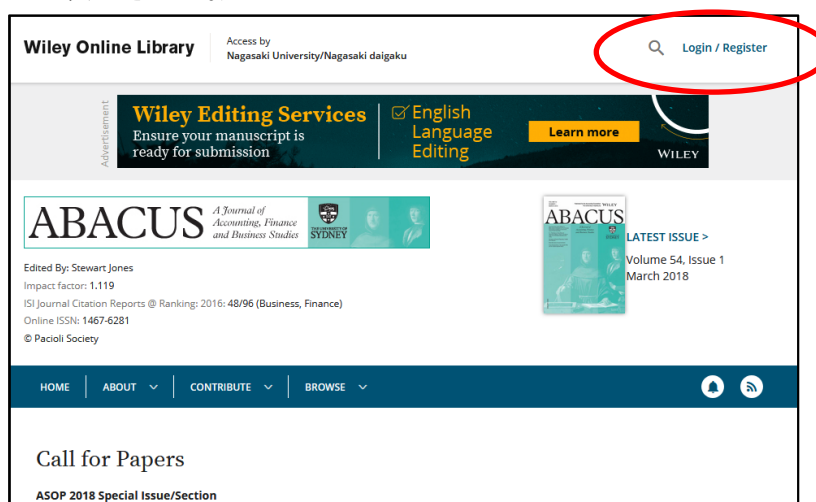 Wiley Online Library
Access by
Nagasaki University/Nagasaki daigaku
Login / Register
Advertisement
Wiley Editing Services
Ensure your manuscript is
ready for submission
English
Language
Editing
Learn more
WILEY
ABACUS
A Journal of
Accounting, Finance
and Business Studies
THE UNIVERSITY OF
SYDNEY
WILEY
ABACUS
LATEST ISSUE >
Volume 54, Issue 1
March 2018
Edited By: Stewart Jones
Impact factor: 1.119
ISI Journal Citation Reports @ Ranking: 2016: 48/96 (Business, Finance)
Online ISSN: 1467-6281
© Pacioli Society
HOME
ABOUT
CONTRIBUTE
BROWSE
Call for Papers
ASOP 2018 Special Issue/Section